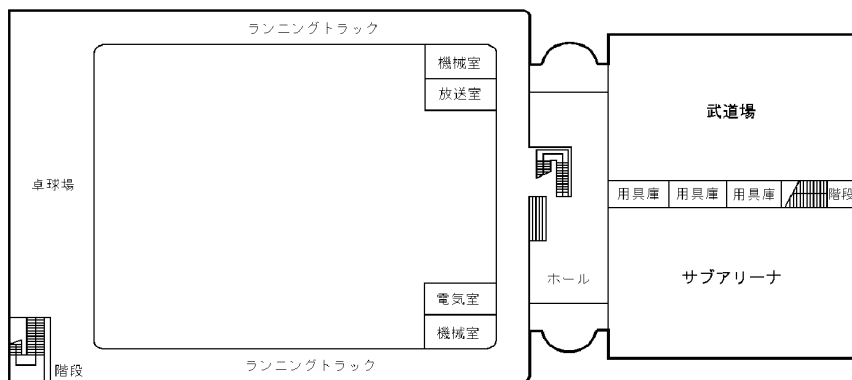 ランニングトラック
機械室
放送室
武道場
卓球場
用具庫
用具庫
用具庫
階段
ホール
サブアリーナ
電気室
機械室
ランニングトラック
階段